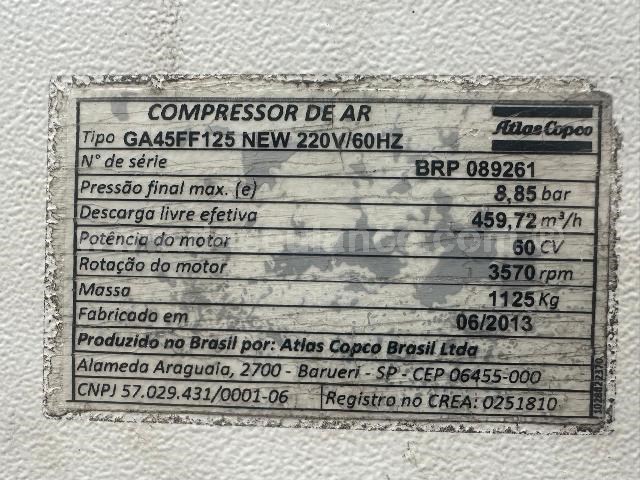 COMPRESSOR DE AR
Atlas Copco
Tipo GA45FF125 NEW 220V/60HZ
N° de série BRP 089261
Pressão final max. (e) 8,85 bar
Descarga livre efetiva 459,72 m³/h
Potência do motor 60 CV
Rotação do motor 3570 rpm
Massa 1125 Kg
Fabricado em 06/2013
Produzido no Brasil por: Atlas Copco Brasil Ltda
Alameda Araguaia, 2700 - Barueri - SP - CEP 06455-000
CNPJ 57.029.431/0001-06 Registro no CREA: 0251810